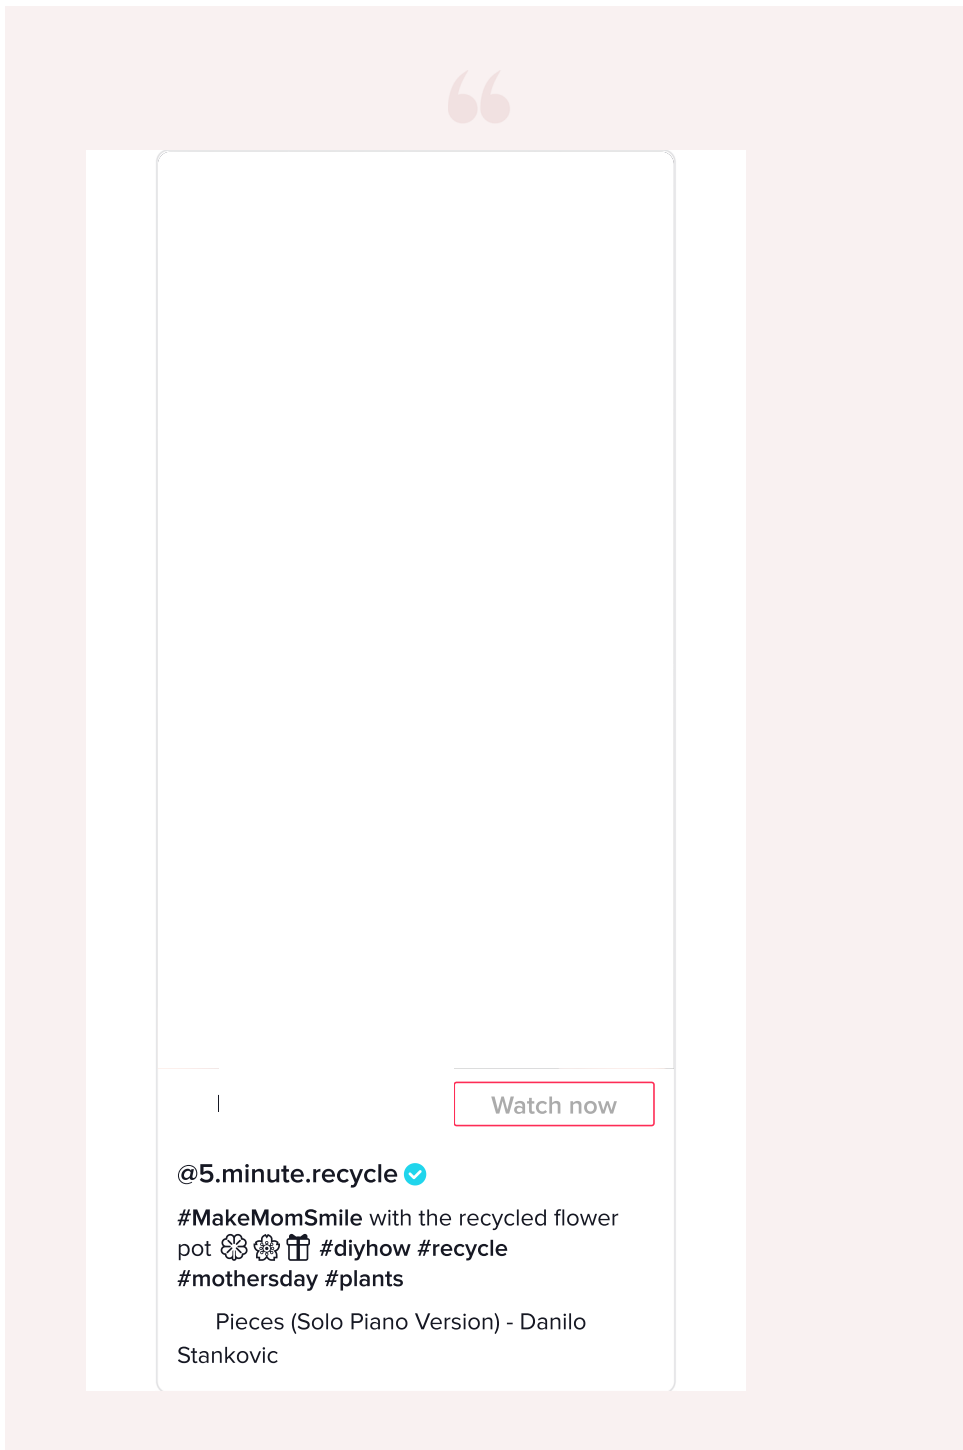 “
Watch now
@5.minute.recycle
#MakeMomSmile with the recycled flower
pot #diyhow #recycle
#mothersday #plants
Pieces (Solo Piano Version) - Danilo
Stankovic